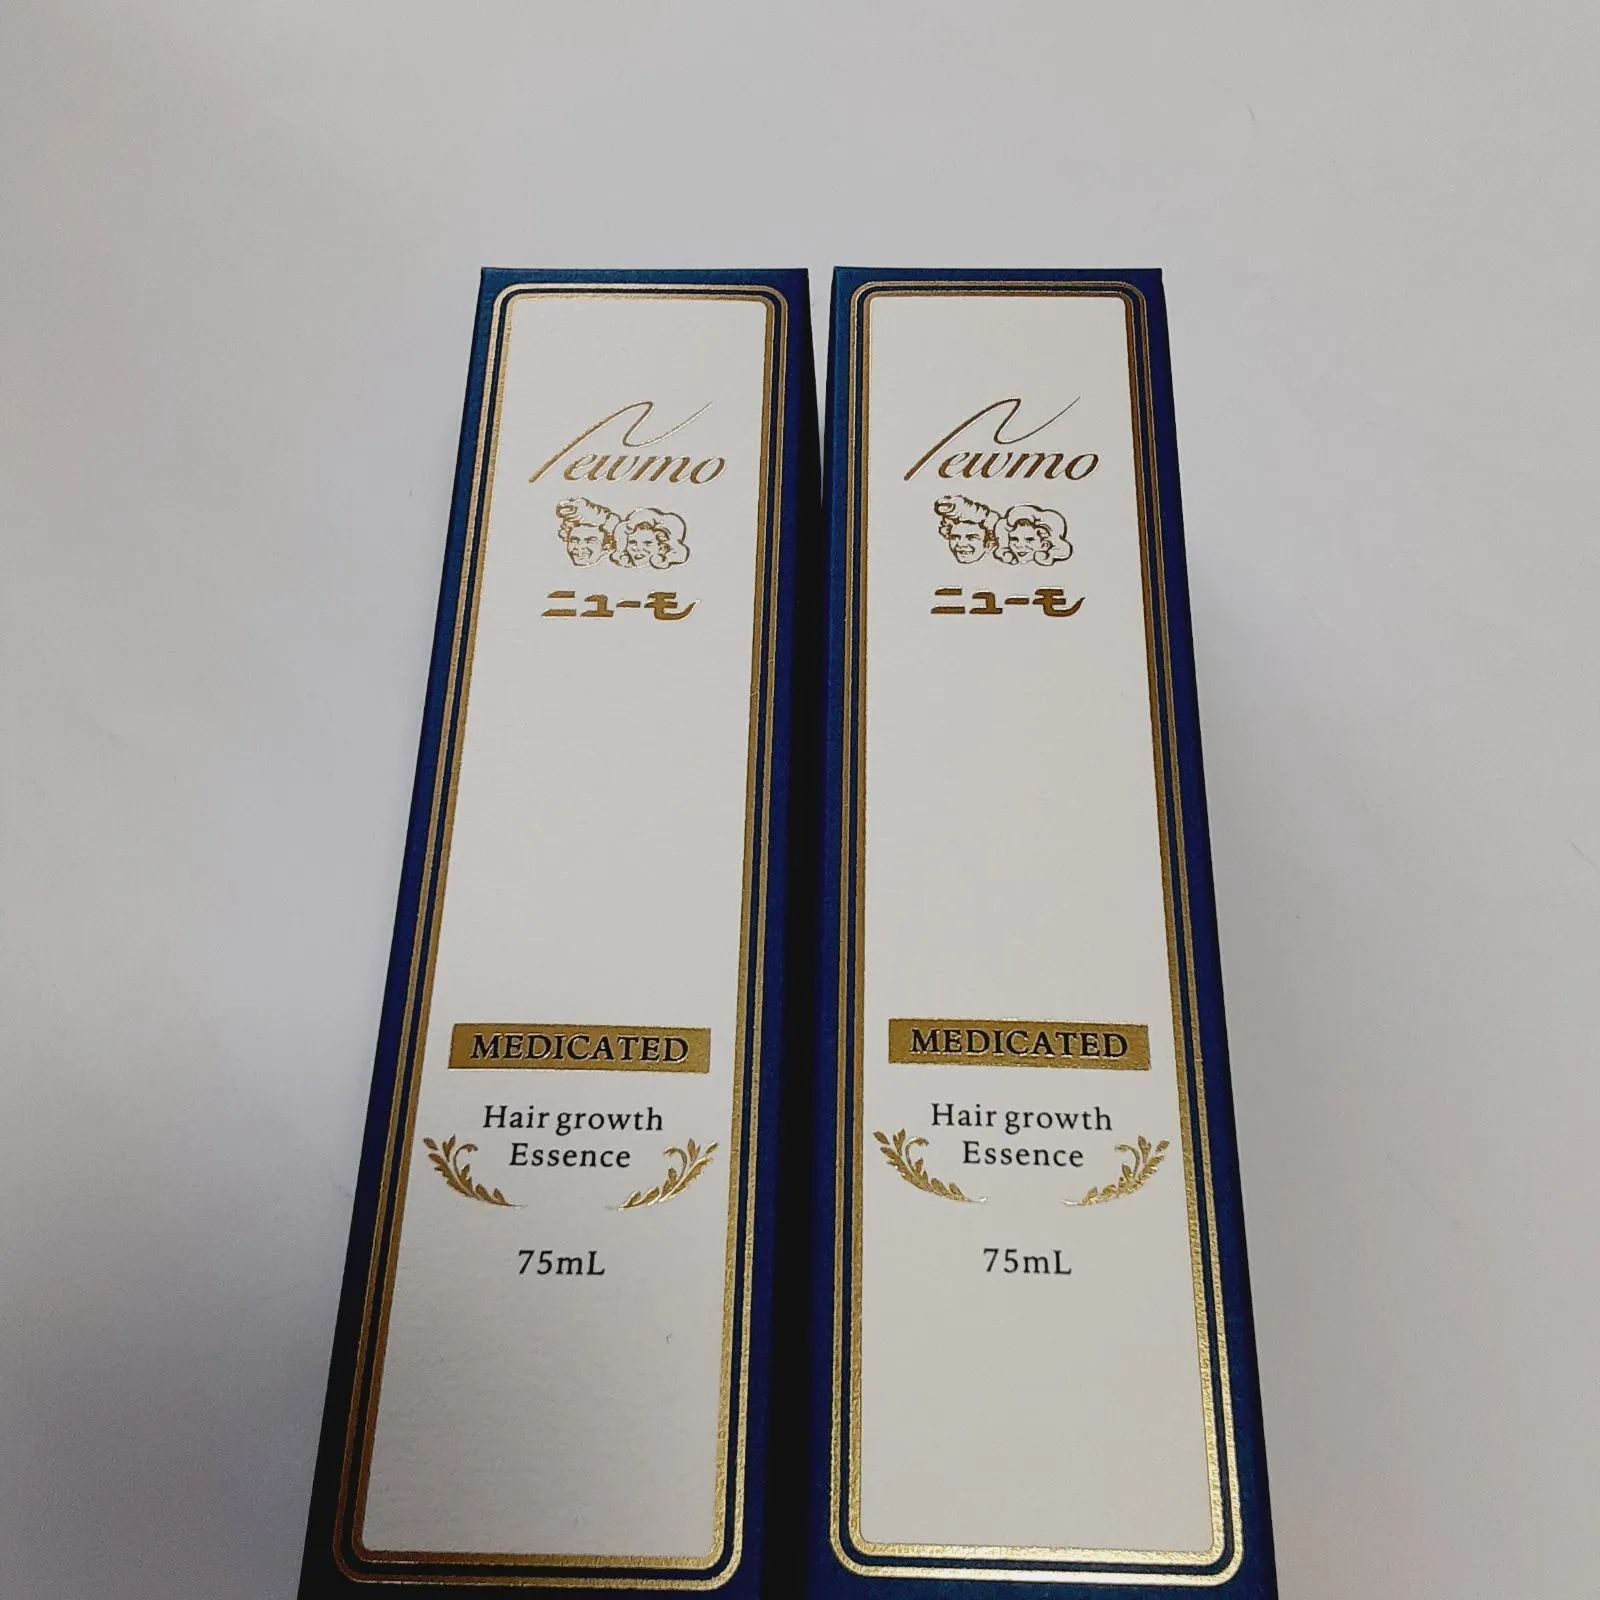 Newmo
ニューモ
MEDICATED
Hair growth
Essence
75mL
Newmo
ニューモ
MEDICATED
Hair growth
Essence
75mL